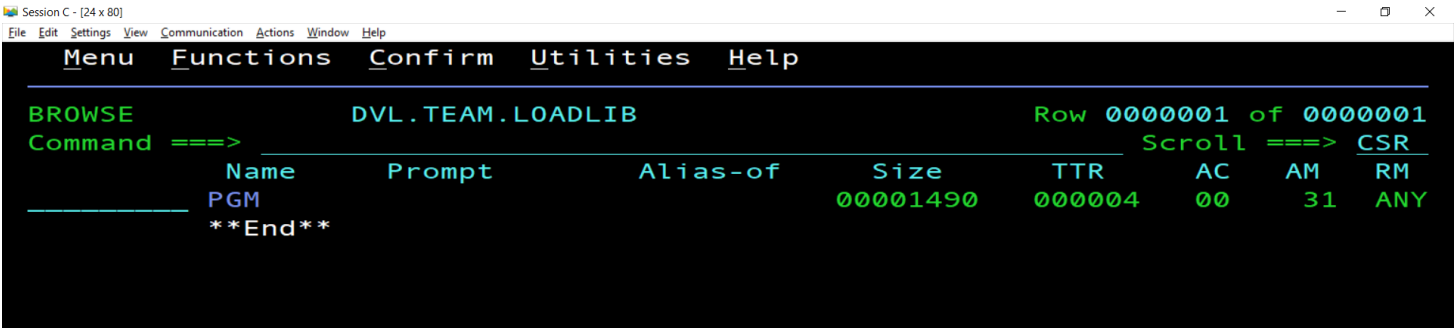 Session C - [24 x 80]
File Edit Settings View Communication Actions Window Help
Menu Functions Confirm Utilities Help
BROWSE DVL.TEAM.LOADLIB Row 0000001 of 0000001
Command ===> Scroll ===> CSR
Name Prompt Alias-of Size TTR AC AM RM
PGM 00001490 000004 00 31 ANY
**End**